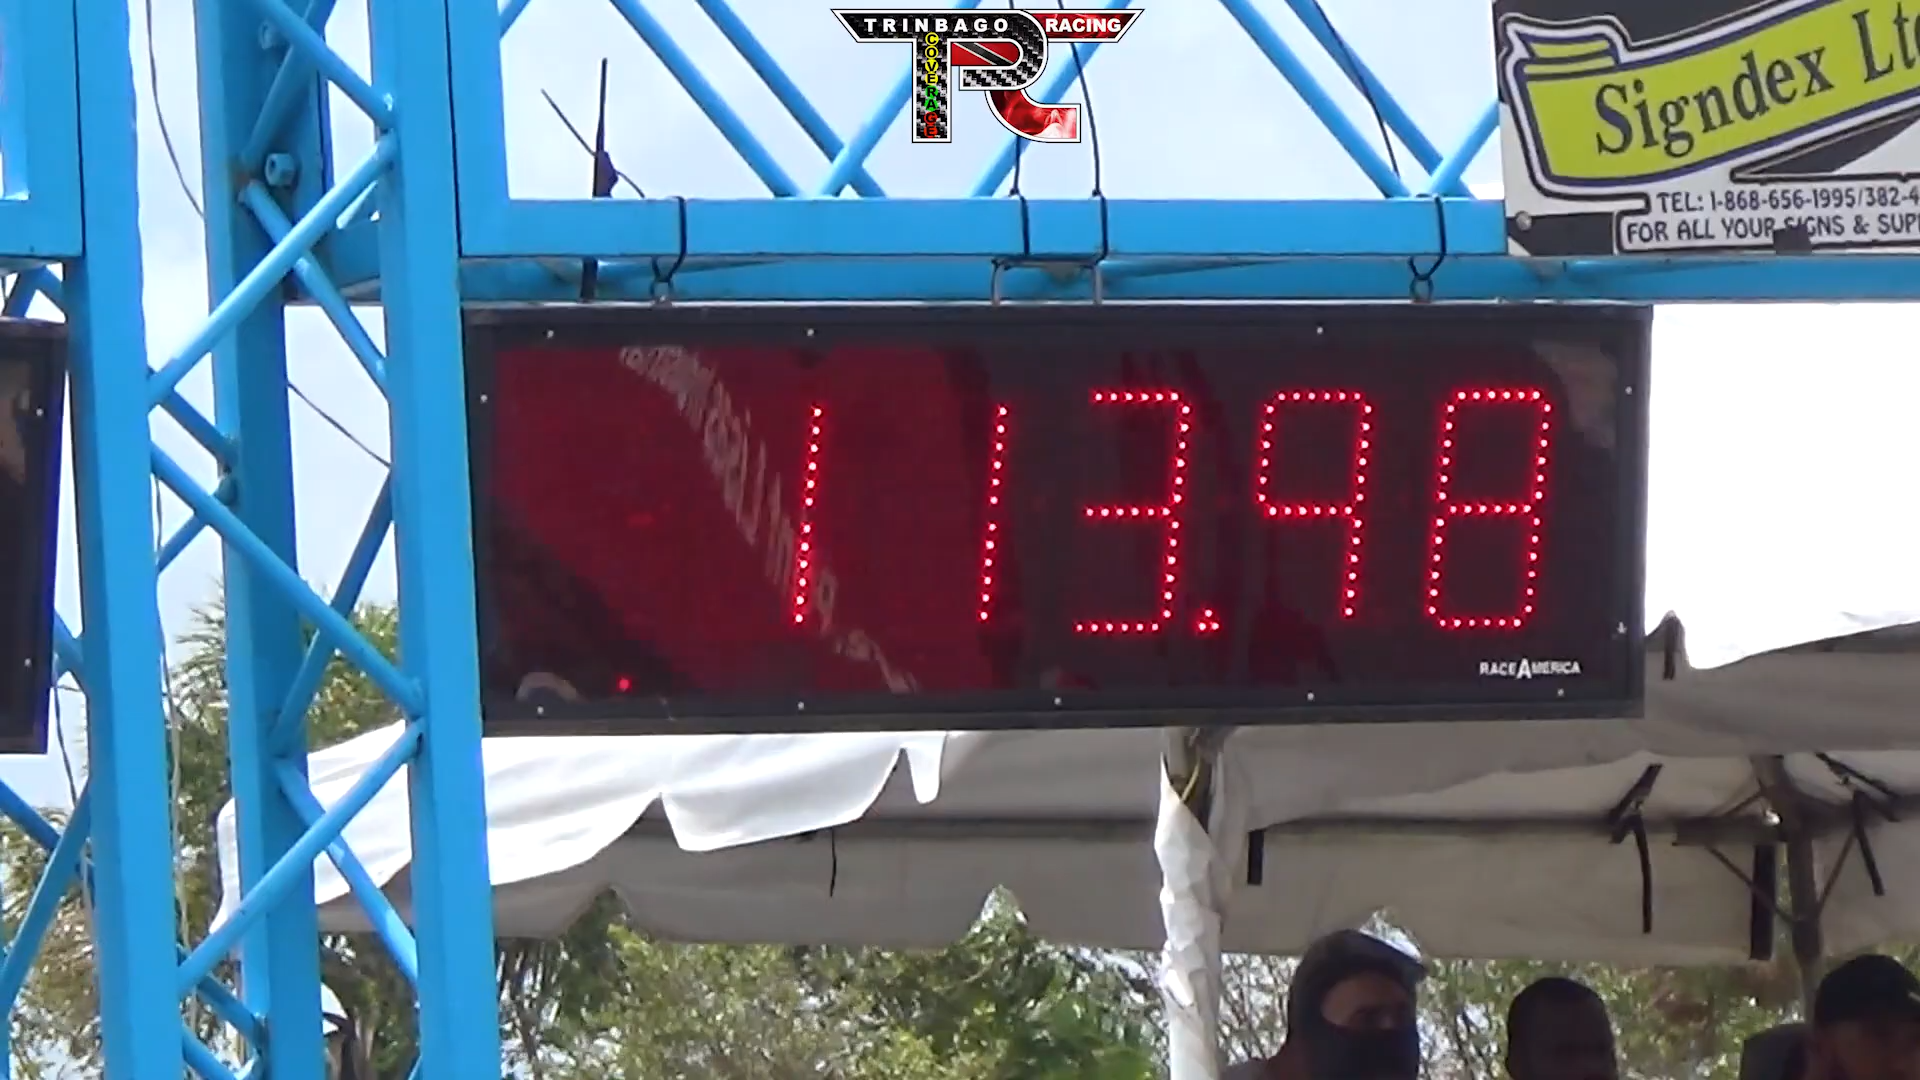 TRINBAGO RACING
COVERAGE
TRC
Signdex Lt
TEL: 1-868-656-1995/382-4
FOR ALL YOUR SIGNS & SUP
113.98
RACEAMERICA